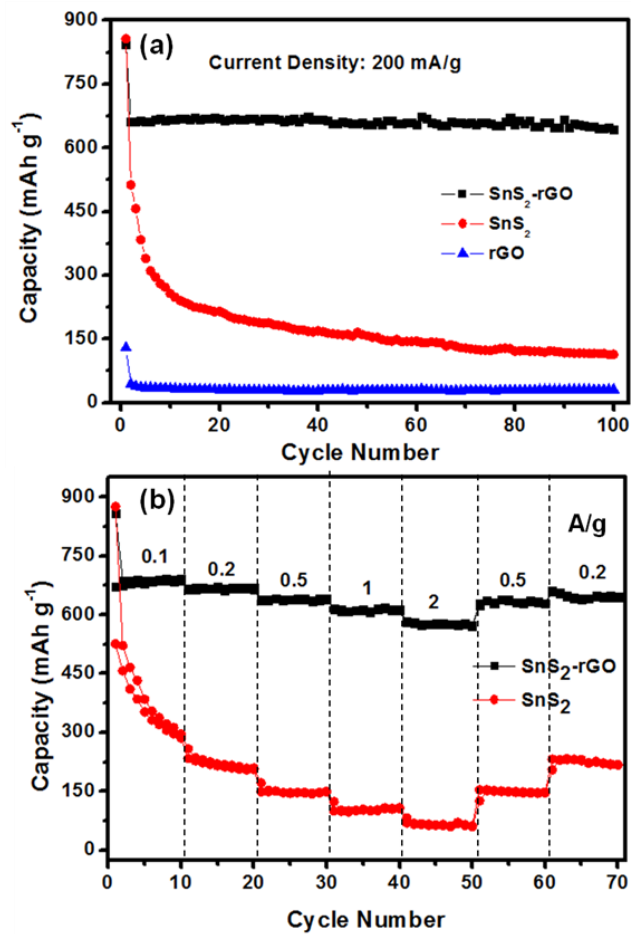 (a)
Current Density: 200 mA/g
900
750
600
450
300
150
0
Capacity (mAh g⁻¹)
SnS₂-rGO
SnS₂
rGO
0 20 40 60 80 100
Cycle Number
(b)
A/g
900
750
600
450
300
150
0
Capacity (mAh g⁻¹)
0.1 0.2 0.5 1 2 0.5 0.2
SnS₂-rGO
SnS₂
0 10 20 30 40 50 60 70
Cycle Number